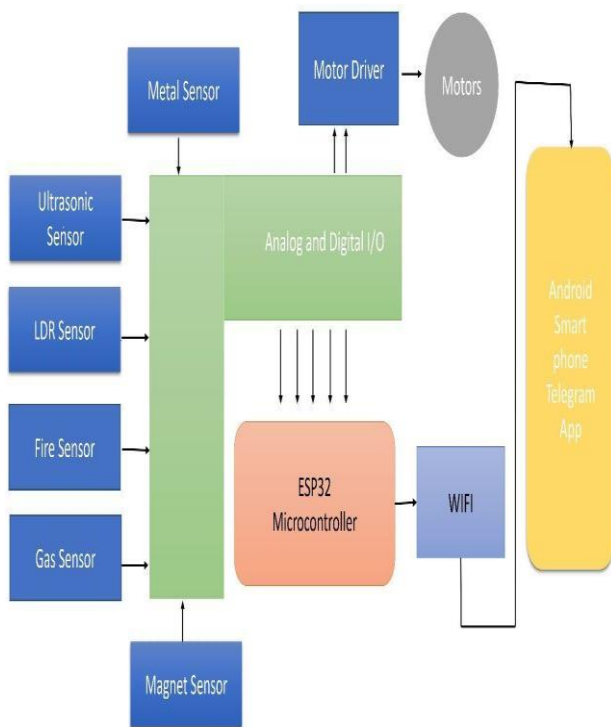 Metal Sensor
Motor Driver
Motors
Ultrasonic
Sensor
Analog and Digital I/O
LDR Sensor
Android
Smart
phone
Telegram
App
Fire Sensor
ESP32
Microcontroller
WIFI
Gas Sensor
Magnet Sensor